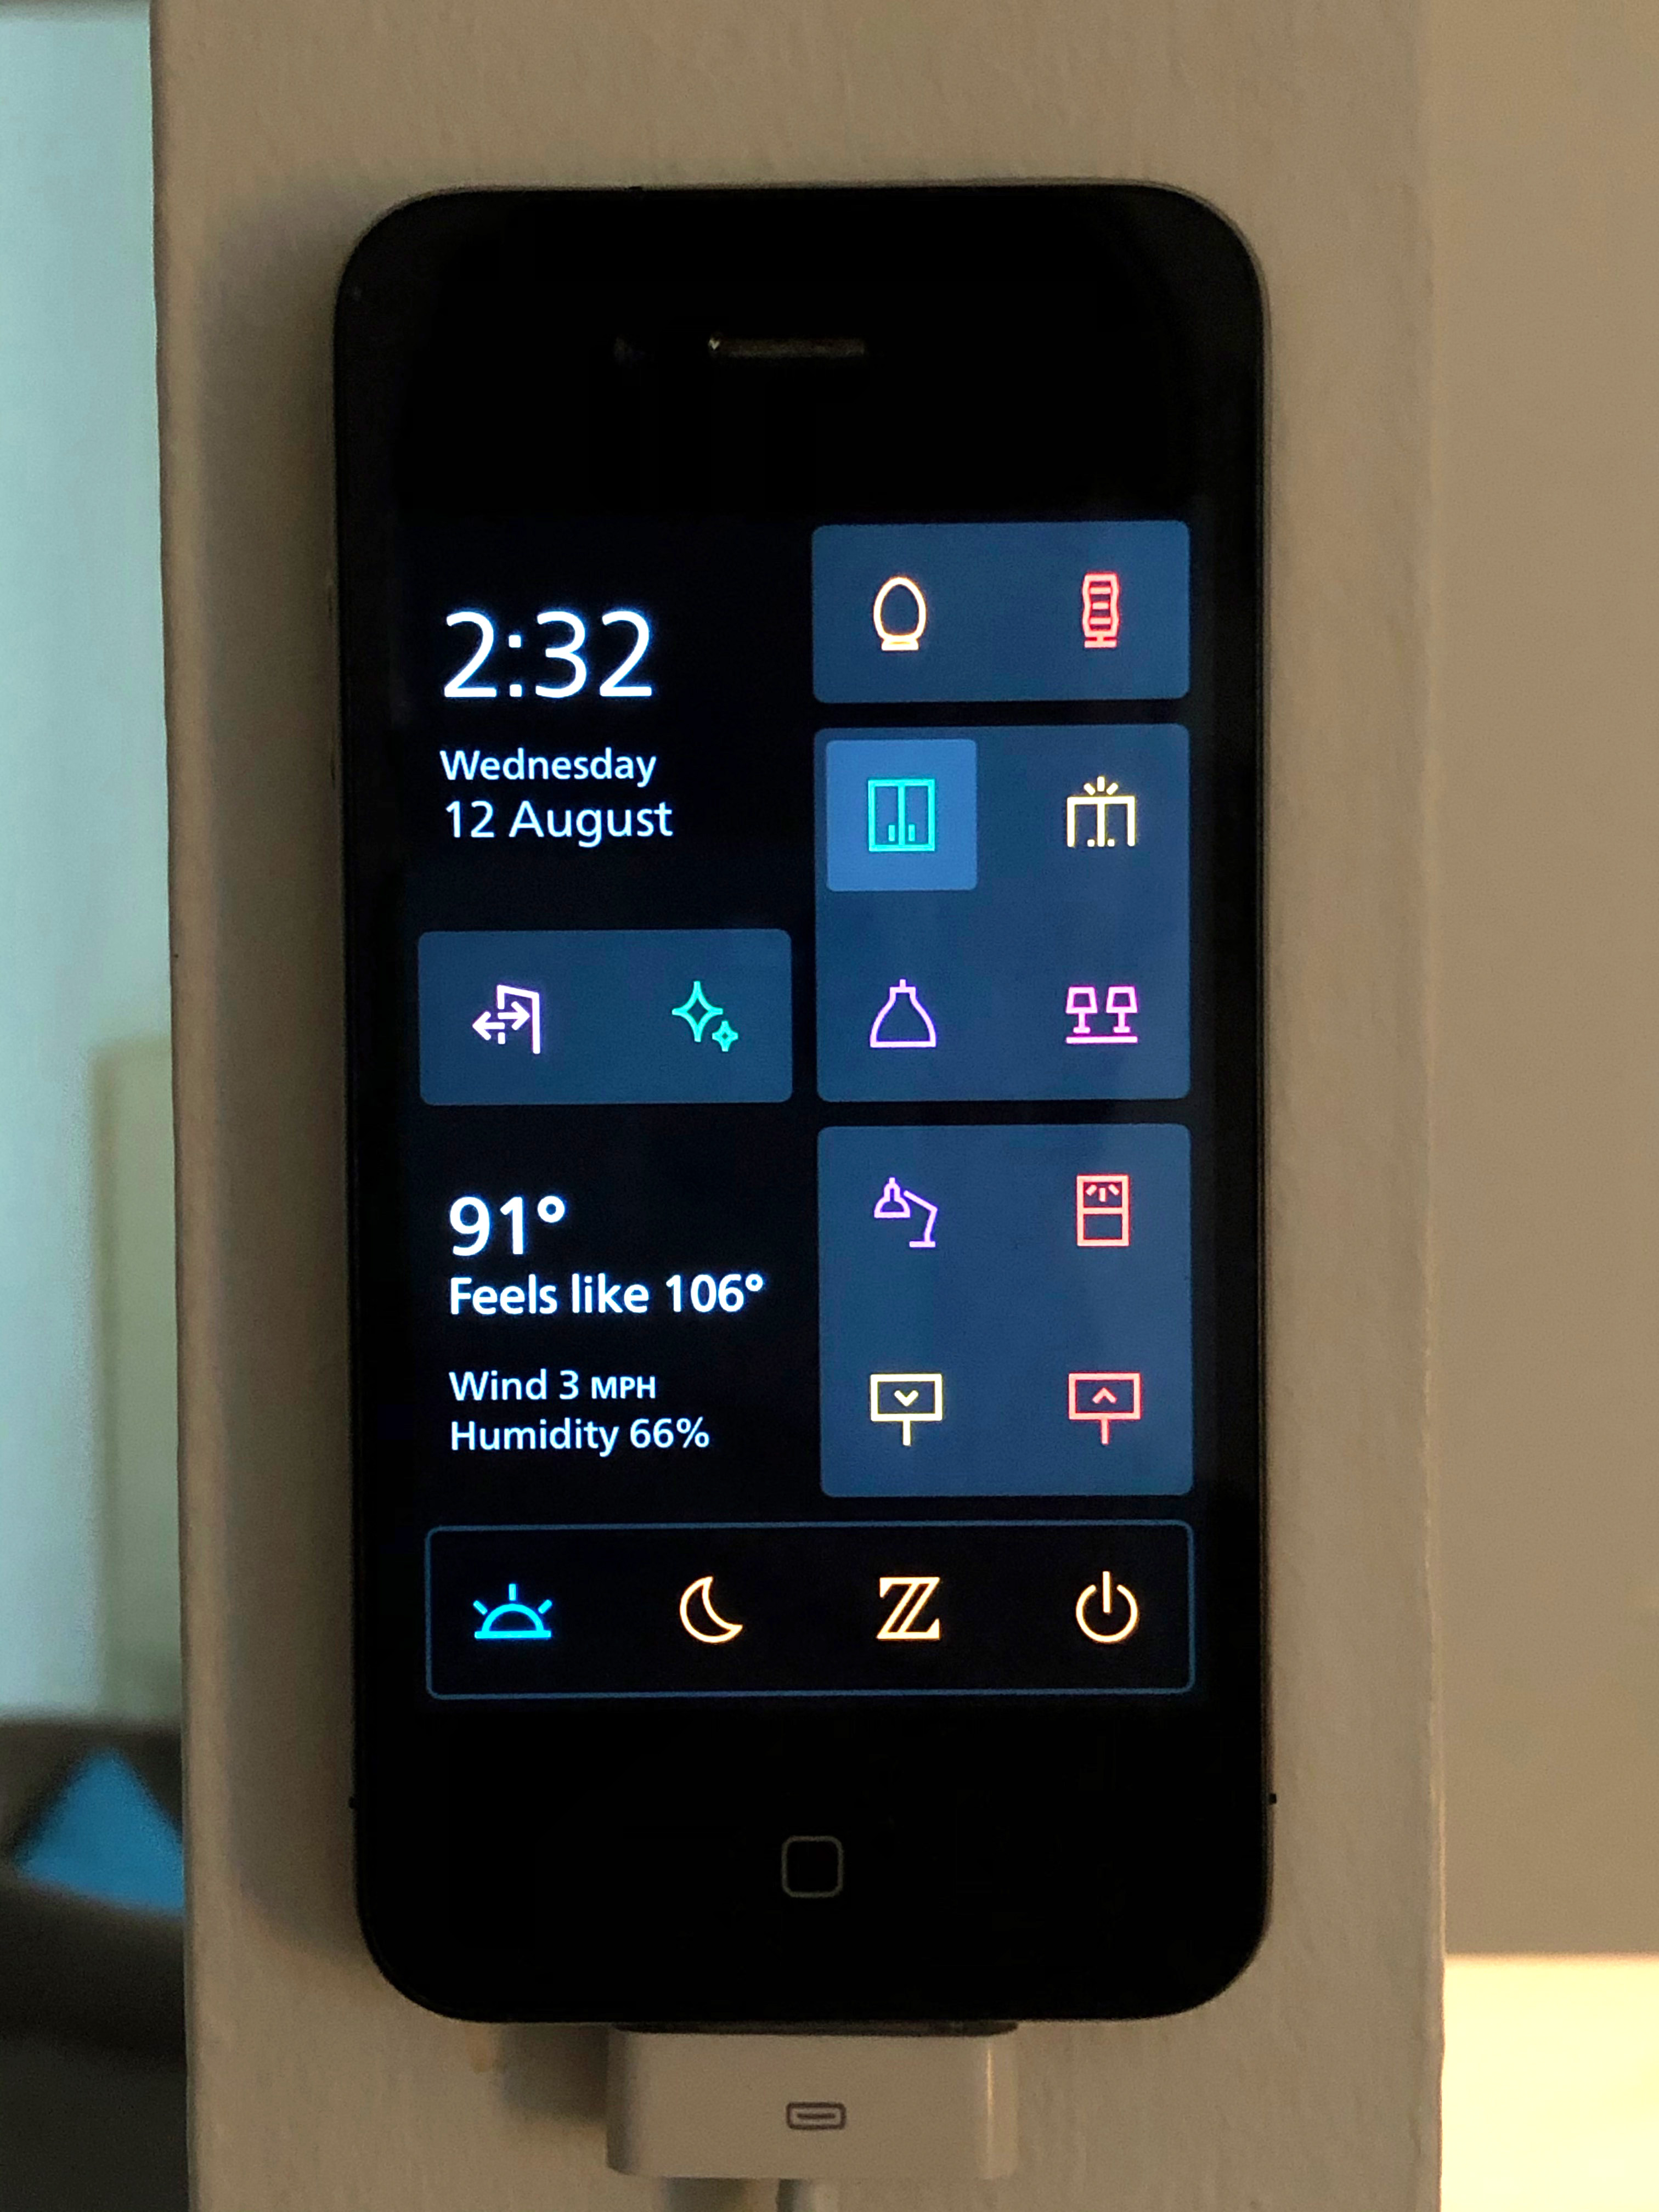 2:32
Wednesday
12 August
91°
Feels like 106°
Wind 3 MPH
Humidity 66%
Z